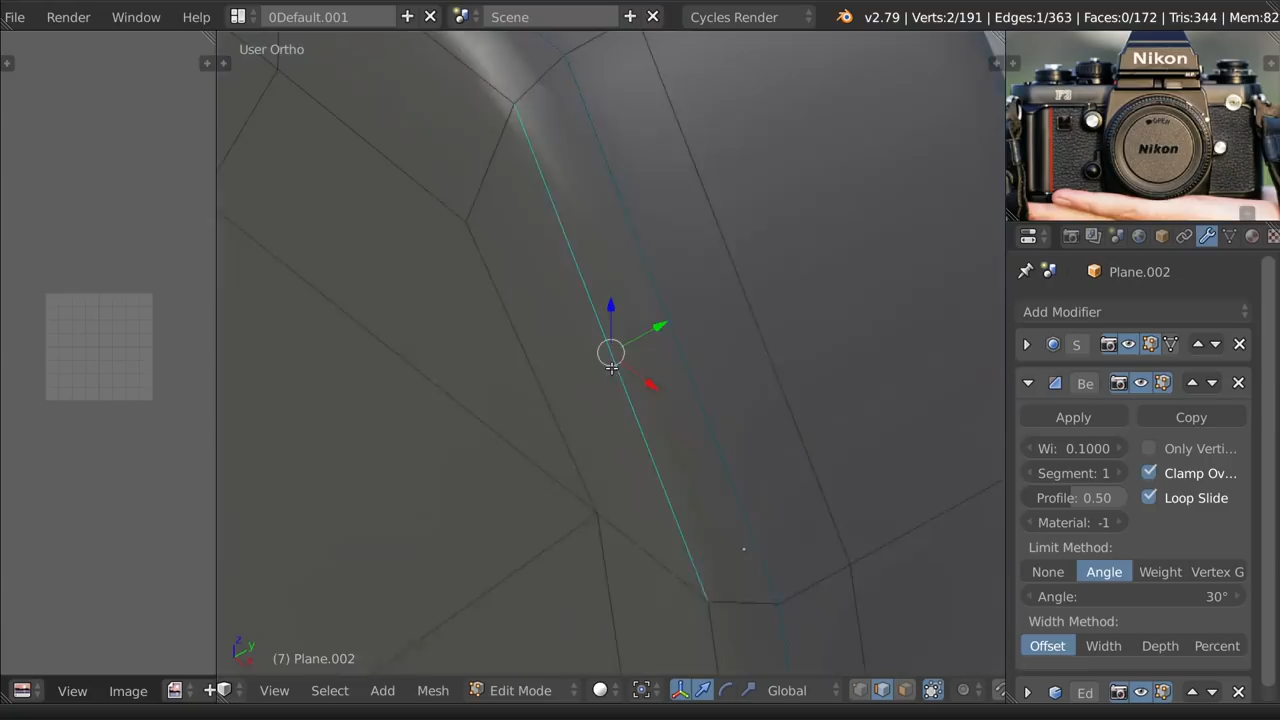 File Render Window Help 0Default.001 Scene Cycles Render v2.79 | Verts:2/191 | Edges:1/363 | Faces:0/172 | Tris:344 | Mem:82
User Ortho
Nikon
F3
Nikon
Plane.002
Add Modifier
S
Be
Apply Copy
Wi: 0.1000 Only Verti...
Segment: 1 Clamp Ov...
Profile: 0.50 Loop Slide
Material: -1
Limit Method:
None Angle Weight Vertex G
Angle: 30°
Width Method:
Offset Width Depth Percent
z y
(7) Plane.002
View Image View Select Add Mesh Edit Mode Global Ed